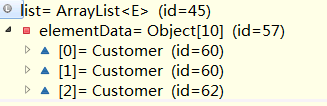 list= ArrayList<E> (id=45)
elementData= Object[10] (id=57)
[0]= Customer (id=60)
[1]= Customer (id=60)
[2]= Customer (id=62)